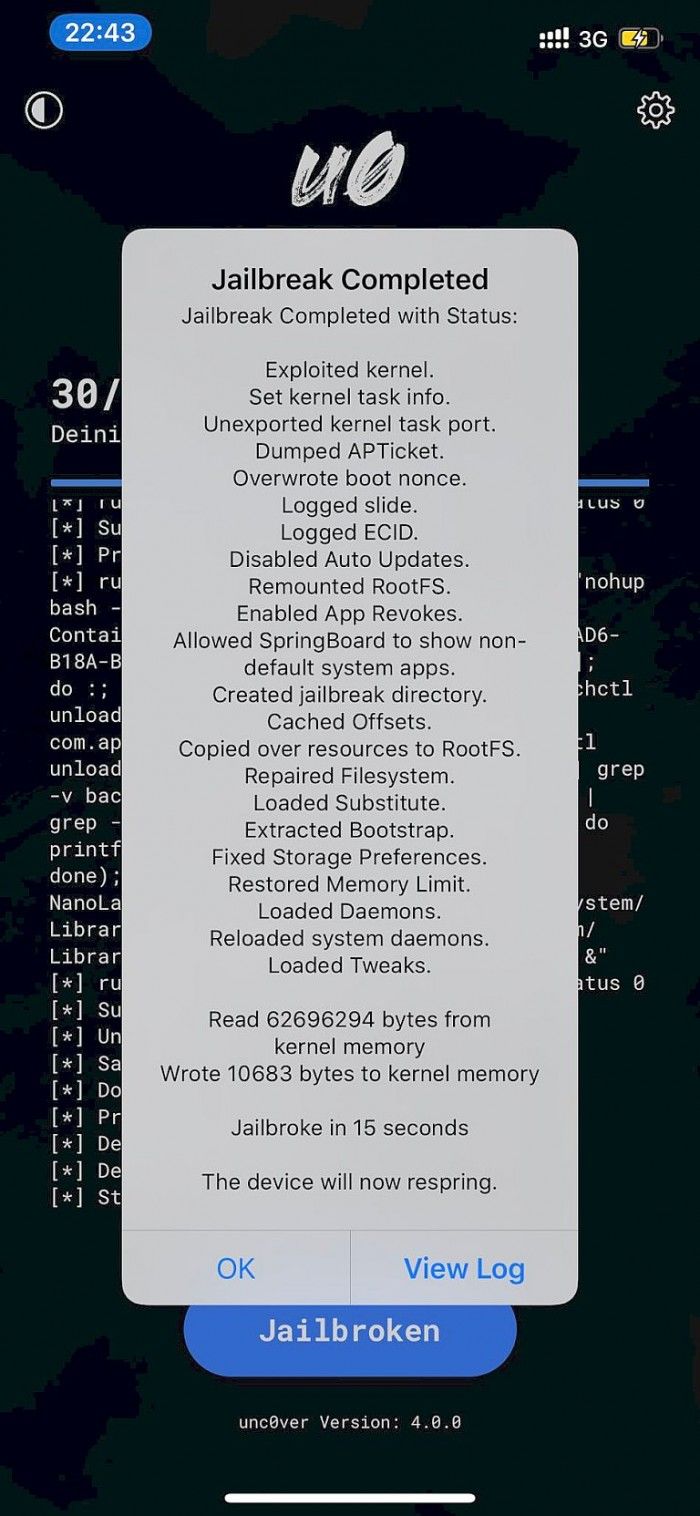 22:43
3G
u0
Jailbreak Completed
Jailbreak Completed with Status:
Exploited kernel.
Set kernel task info.
Unexported kernel task port.
Dumped APTicket.
Overwrote boot nonce.
Logged slide.
Logged ECID.
Disabled Auto Updates.
Remounted RootFS.
Enabled App Revokes.
Allowed SpringBoard to show non-
default system apps.
Created jailbreak directory.
Cached Offsets.
Copied over resources to RootFS.
Repaired Filesystem.
Loaded Substitute.
Extracted Bootstrap.
Fixed Storage Preferences.
Restored Memory Limit.
Loaded Daemons.
Reloaded system daemons.
Loaded Tweaks.
Read 62696294 bytes from
kernel memory
Wrote 10683 bytes to kernel memory
Jailbroke in 15 seconds
The device will now respring.
OK View Log
30/
Deini
[*] ru atus 0
[*] Su
[*] Pr
[*] ru 'nohup
bash -
Contai AD6-
B18A-B ];
do :; chctl
unload
com.ap tl
unload | grep
-v bac |
grep - do
printf
done);
NanoLa ystem/
Librar m/
Librar &"
[*] ru atus 0
[*] Su
[*] Un
[*] Sa
[*] Do
[*] Pr
[*] De
[*] De
[*] St
Jailbroken
unc0ver Version: 4.0.0